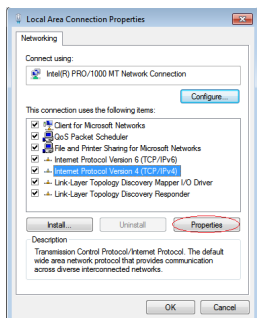 Local Area Connection Properties
Networking
Connect using:
Intel(R) PRO/1000 MT Network Connection
Configure...
This connection uses the following items:
Client for Microsoft Networks
QoS Packet Scheduler
File and Printer Sharing for Microsoft Networks
Internet Protocol Version 6 (TCP/IPv6)
Internet Protocol Version 4 (TCP/IPv4)
Link-Layer Topology Discovery Mapper I/O Driver
Link-Layer Topology Discovery Responder
Install... Uninstall Properties
Description
Transmission Control Protocol/Internet Protocol. The default
wide area network protocol that provides communication
across diverse interconnected networks.
OK Cancel